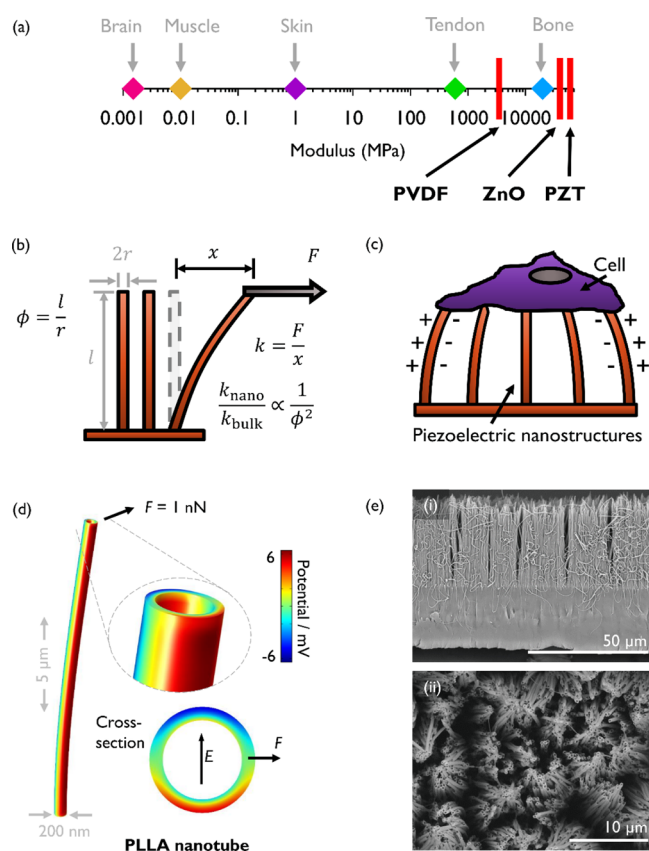 (a)
Brain Muscle Skin Tendon Bone
0.001 0.01 0.1 1 10 100 1000 10000
Modulus (MPa)
PVDF ZnO PZT
(b)
2r
x
F
ϕ = l/r
l
k = F/x
k_nano/k_bulk ∝ 1/ϕ²
(c)
Cell
+ - - +
+ - - +
+ - - +
Piezoelectric nanostructures
(d)
F = 1 nN
6
Potential / mV
-6
5 μm
Cross-
section
E
F
200 nm
PLLA nanotube
(e)
(i)
50 μm
(ii)
10 μm